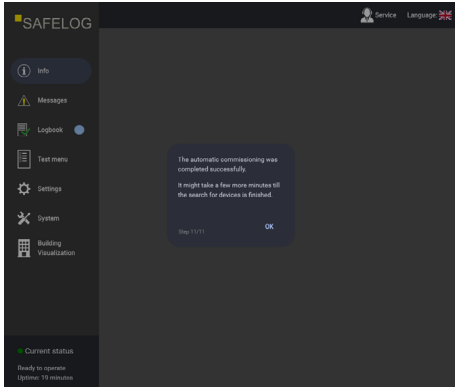 SAFELOG
Service
Language:
Info
Messages
Logbook
Test menu
Settings
System
Building
Visualization
The automatic commissioning was
completed successfully.
It might take a few more minutes till
the search for devices is finished.
OK
Step 11/11
Current status
Ready to operate
Uptime: 19 minutes